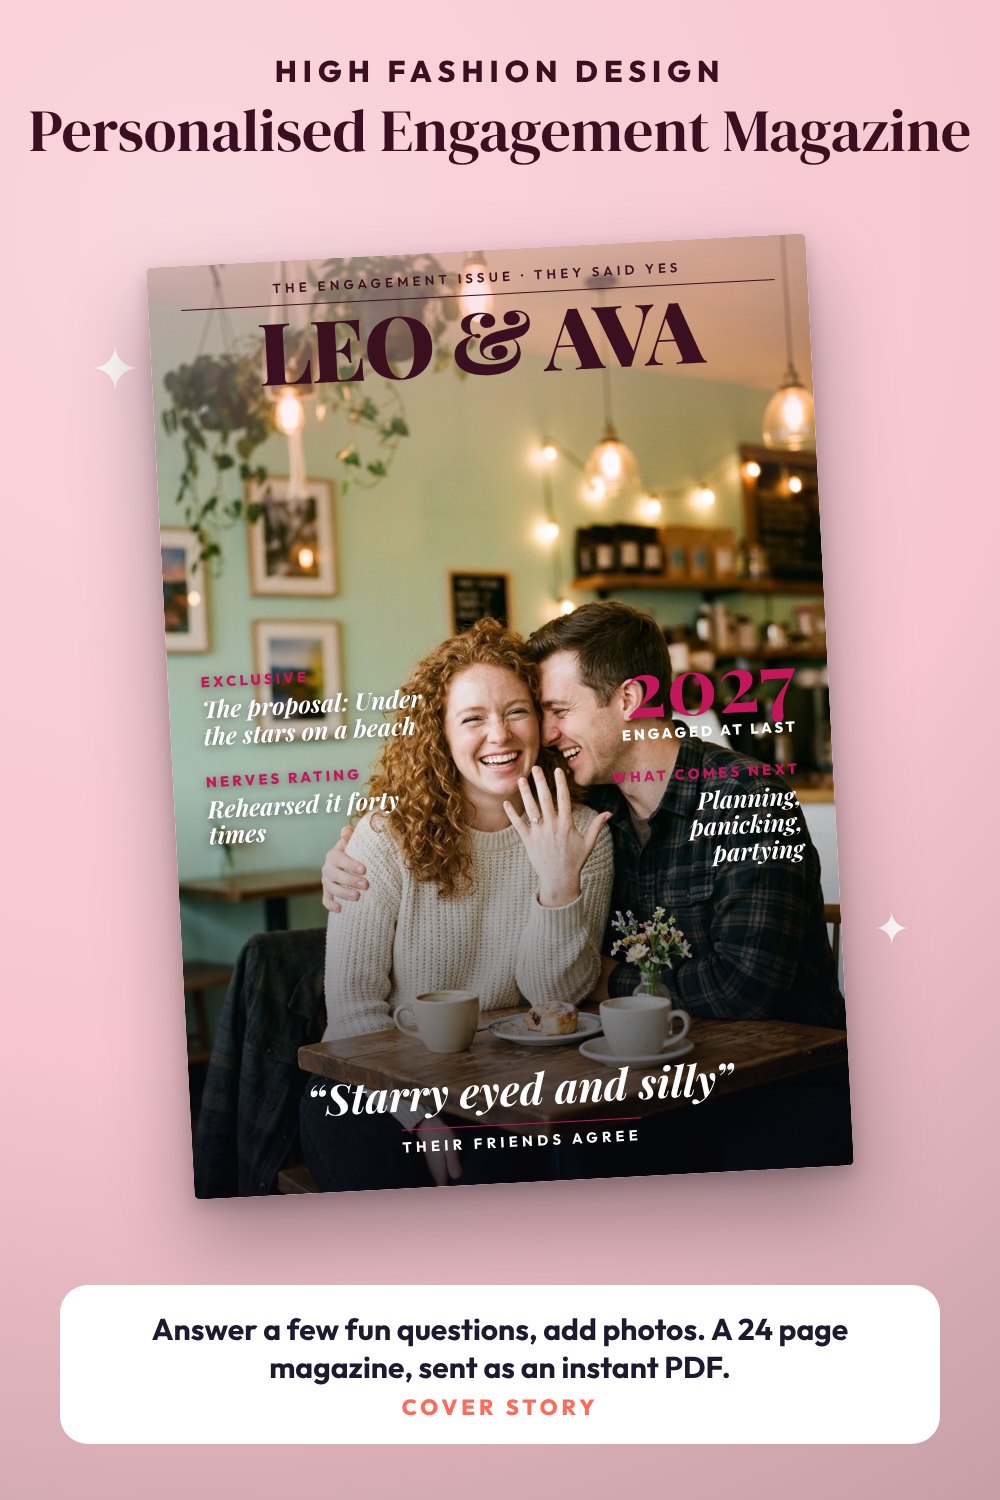 HIGH FASHION DESIGN
Personalised Engagement Magazine
THE ENGAGEMENT ISSUE · THEY SAID YES
LEO & AVA
EXCLUSIVE
The proposal: Under
the stars on a beach
NERVES RATING
Rehearsed it forty
times
2027
ENGAGED AT LAST
WHAT COMES NEXT
Planning,
panicking,
partying
“Starry eyed and silly”
THEIR FRIENDS AGREE
Answer a few fun questions, add photos. A 24 page
magazine, sent as an instant PDF.
COVER STORY